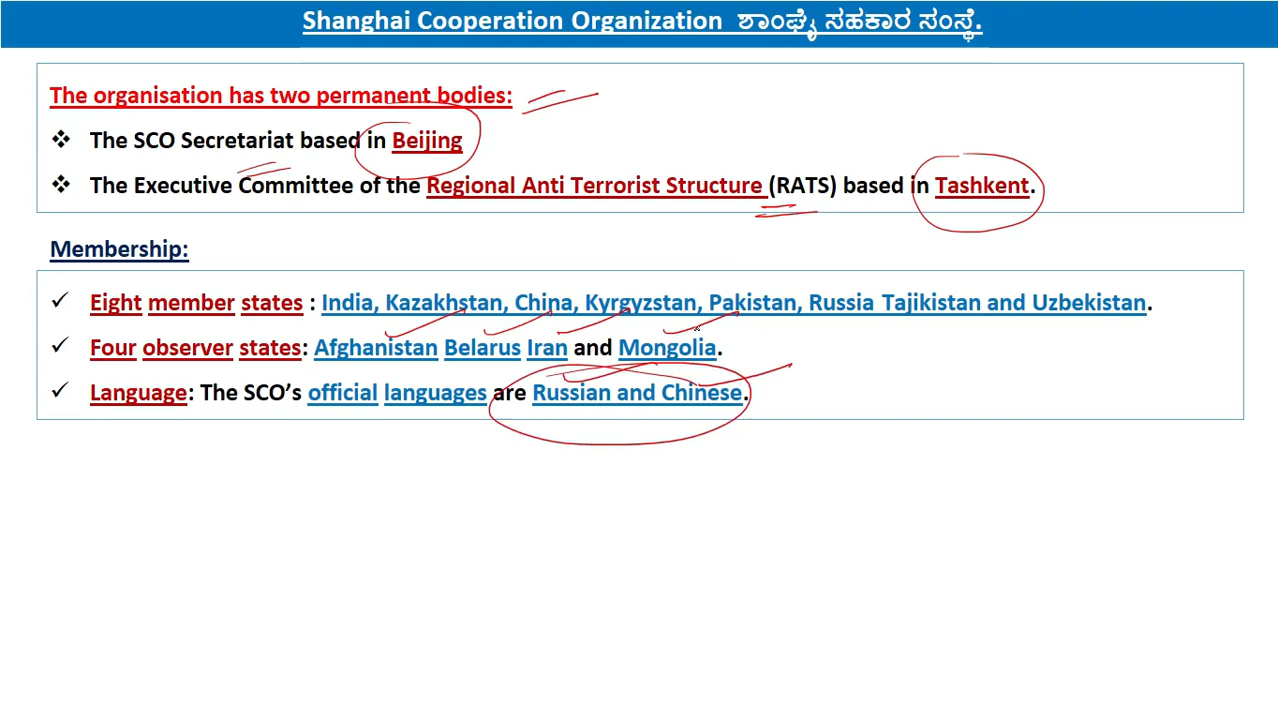 Shanghai Cooperation Organization ಶಾಂಘೈ ಸಹಕಾರ ಸಂಸ್ಥೆ.
The organisation has two permanent bodies:
❖ The SCO Secretariat based in Beijing
❖ The Executive Committee of the Regional Anti Terrorist Structure (RATS) based in Tashkent.
Membership:
✓ Eight member states : India, Kazakhstan, China, Kyrgyzstan, Pakistan, Russia Tajikistan and Uzbekistan.
✓ Four observer states: Afghanistan Belarus Iran and Mongolia.
✓ Language: The SCO’s official languages are Russian and Chinese.